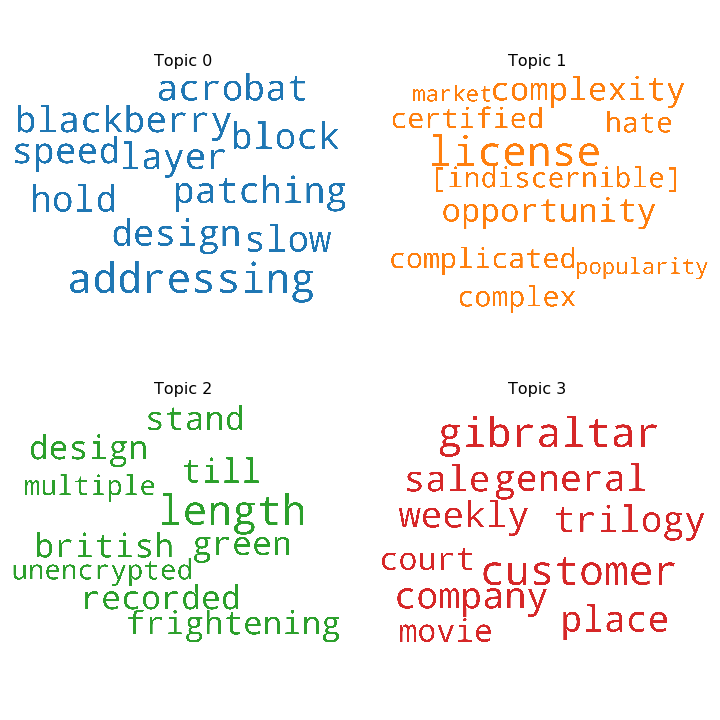 Topic 0
acrobat
blackberry
block
speed layer
hold patching
design slow
addressing
Topic 1
market complexity
certified hate
license
[indiscernible]
opportunity
complicated popularity
complex
Topic 2
stand
design
till
multiple
length
british green
unencrypted
recorded
frightening
Topic 3
gibraltar
sale general
weekly trilogy
court customer
company
movie place